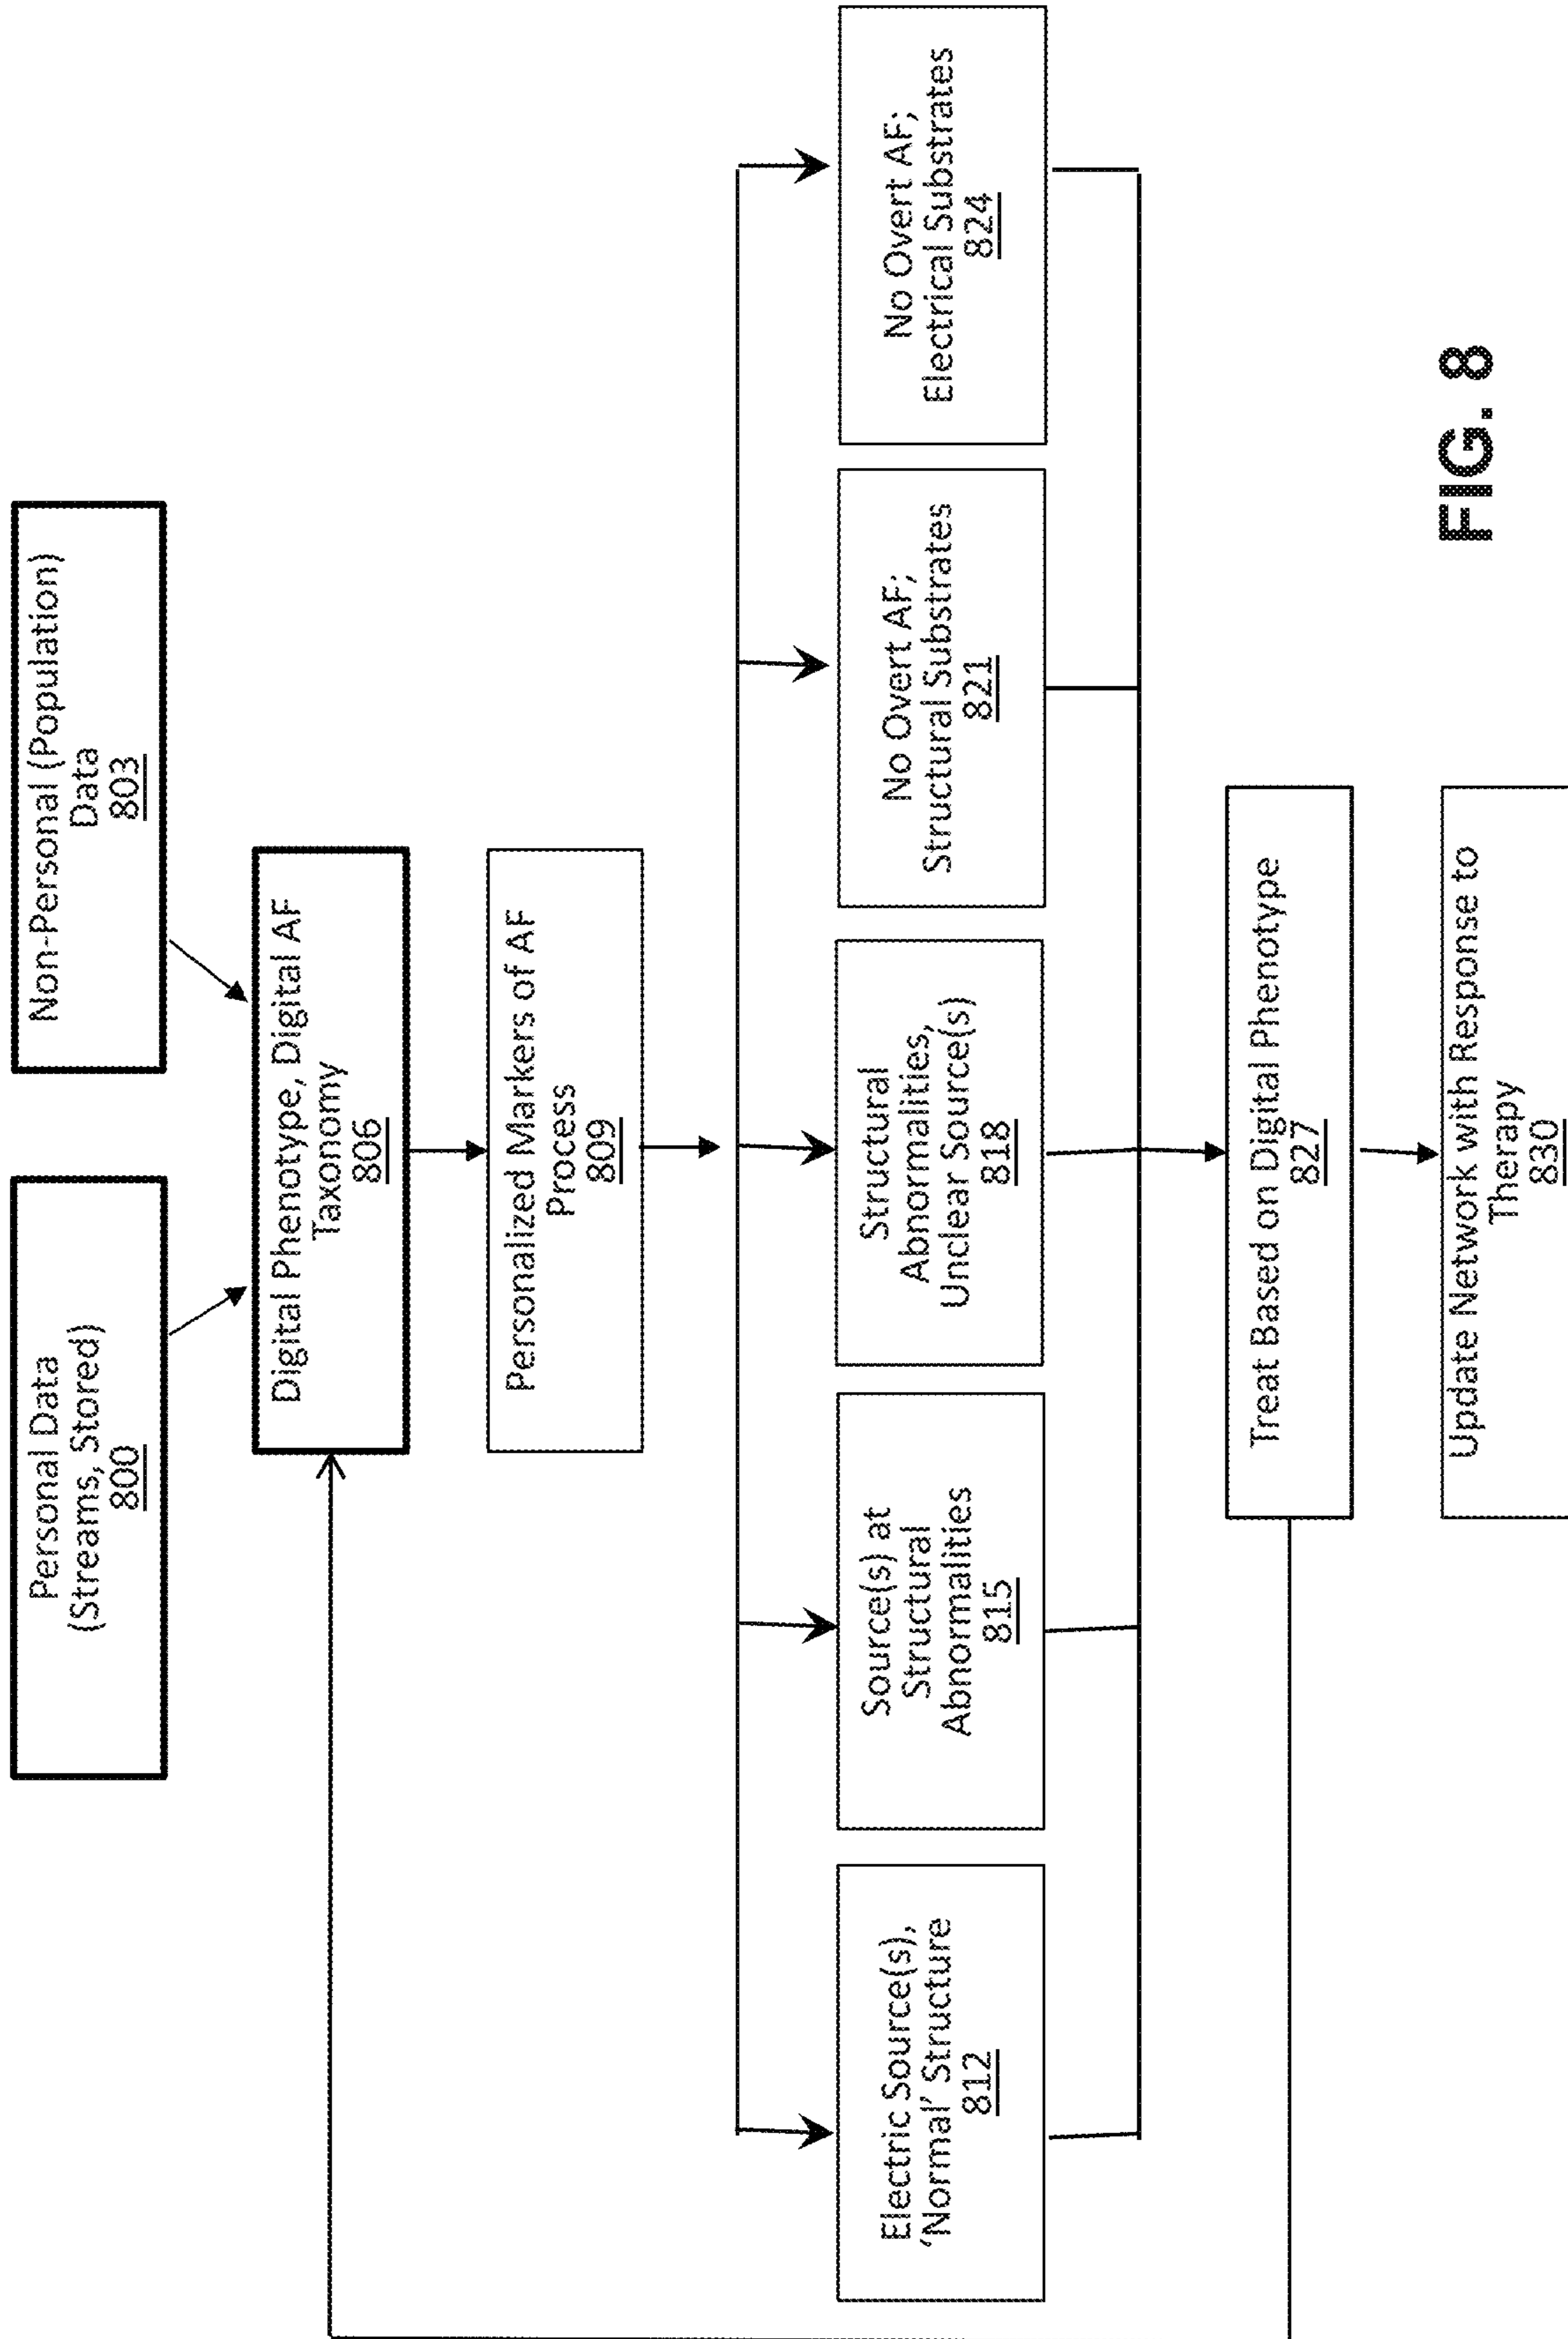 Personal Data
(Streams, Stored)
800
Non-Personal (Population)
Data
803
Digital Phenotype, Digital AF
Taxonomy
806
Personalized Markers of AF
Process
809
Electric Source(s),
‘Normal’ Structure
812
Source(s) at
Structural
Abnormalities
815
Structural
Abnormalities,
Unclear Source(s)
818
No Overt AF;
Structural Substrates
821
No Overt AF;
Electrical Substrates
824
Treat Based on Digital Phenotype
827
Update Network with Response to
Therapy
830
FIG. 8